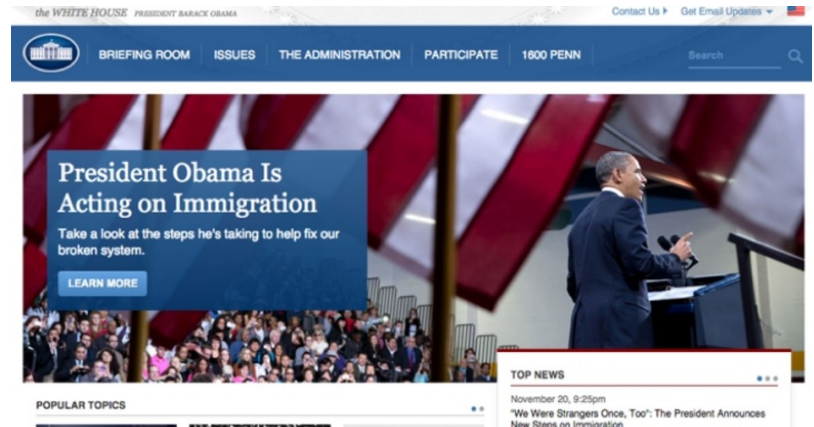 the WHITE HOUSE PRESIDENT BARACK OBAMA
Contact Us
Get Email Updates
BRIEFING ROOM
ISSUES
THE ADMINISTRATION
PARTICIPATE
1600 PENN
Search
President Obama Is
Acting on Immigration
Take a look at the steps he's taking to help fix our
broken system.
LEARN MORE
POPULAR TOPICS
TOP NEWS
November 20, 9:25pm
"We Were Strangers Once, Too": The President Announces
New Steps on Immigration